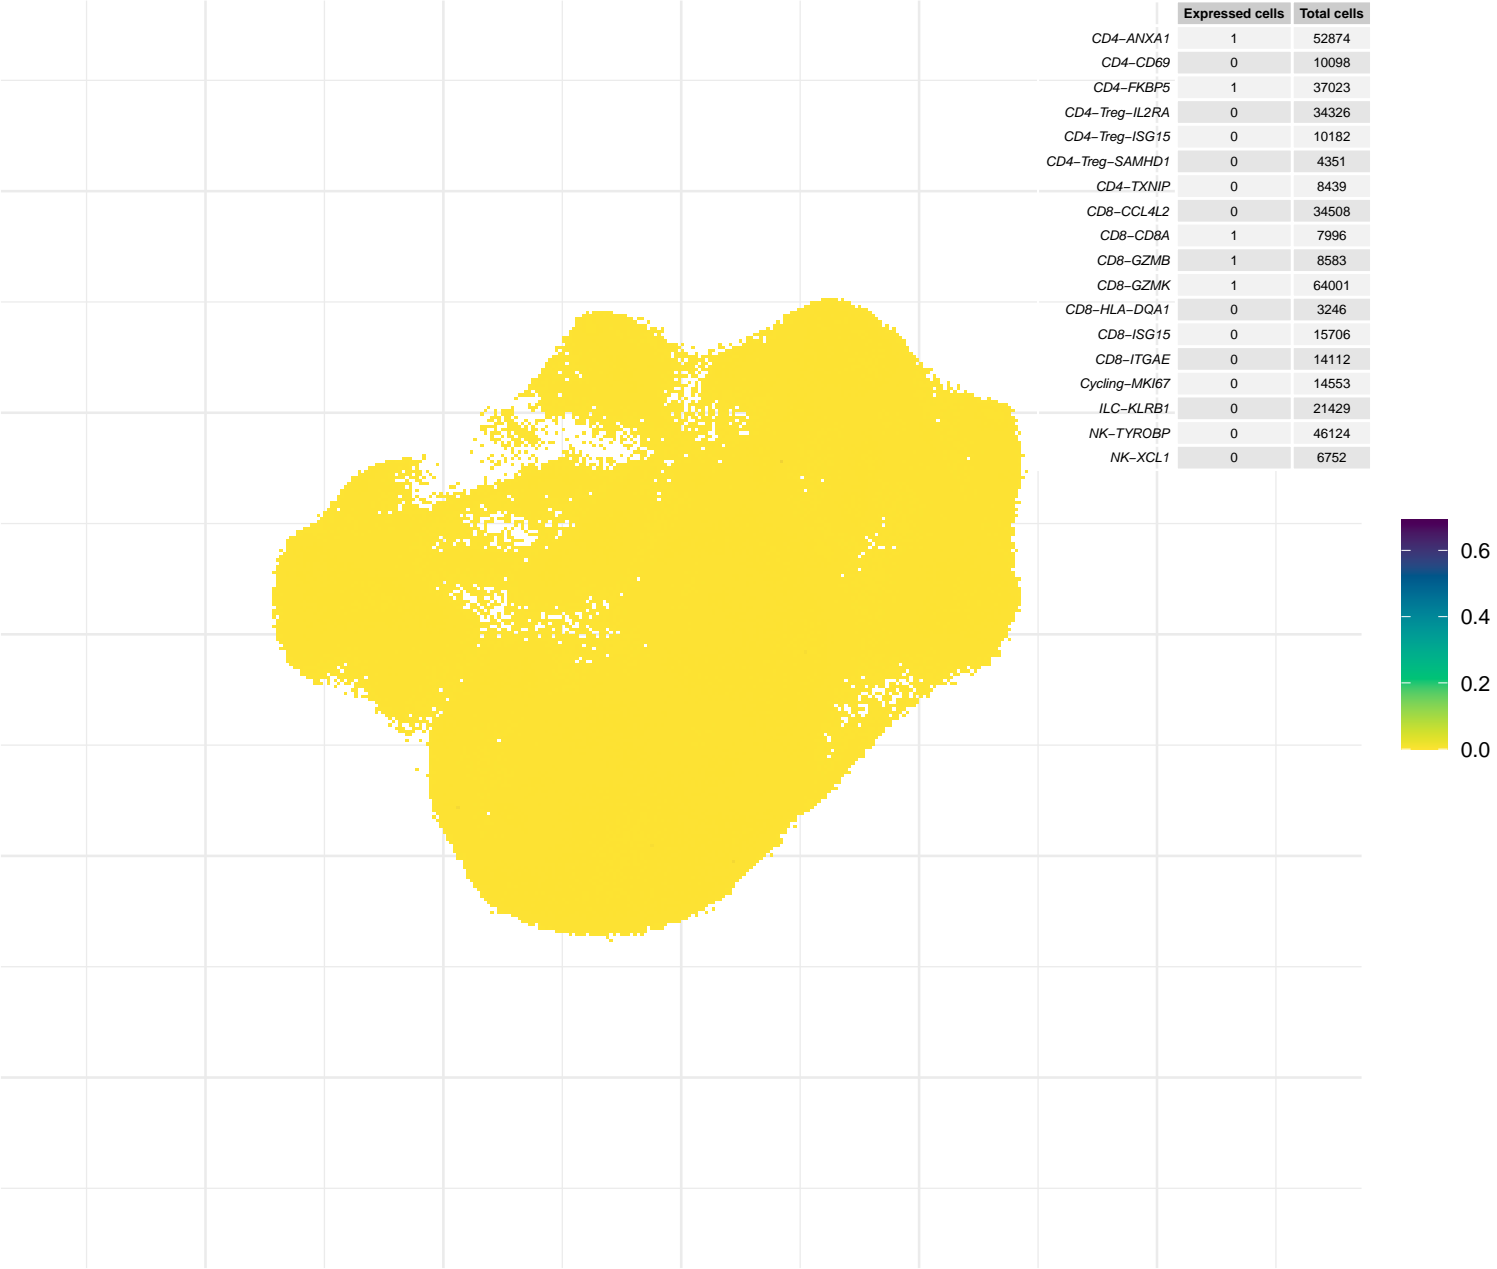 Expressed cells Total cells
CD4−ANXA1 1 52874
CD4−CD69 0 10098
CD4−FKBP5 1 37023
CD4−Treg−IL2RA 0 34326
CD4−Treg−ISG15 0 10182
CD4−Treg−SAMHD1 0 4351
CD4−TXNIP 0 8439
CD8−CCL4L2 0 34508
CD8−CD8A 1 7996
CD8−GZMB 1 8583
CD8−GZMK 1 64001
CD8−HLA−DQA1 0 3246
CD8−ISG15 0 15706
CD8−ITGAE 0 14112
Cycling−MKI67 0 14553
ILC−KLRB1 0 21429
NK−TYROBP 0 46124
NK−XCL1 0 6752
0.6
0.4
0.2
0.0